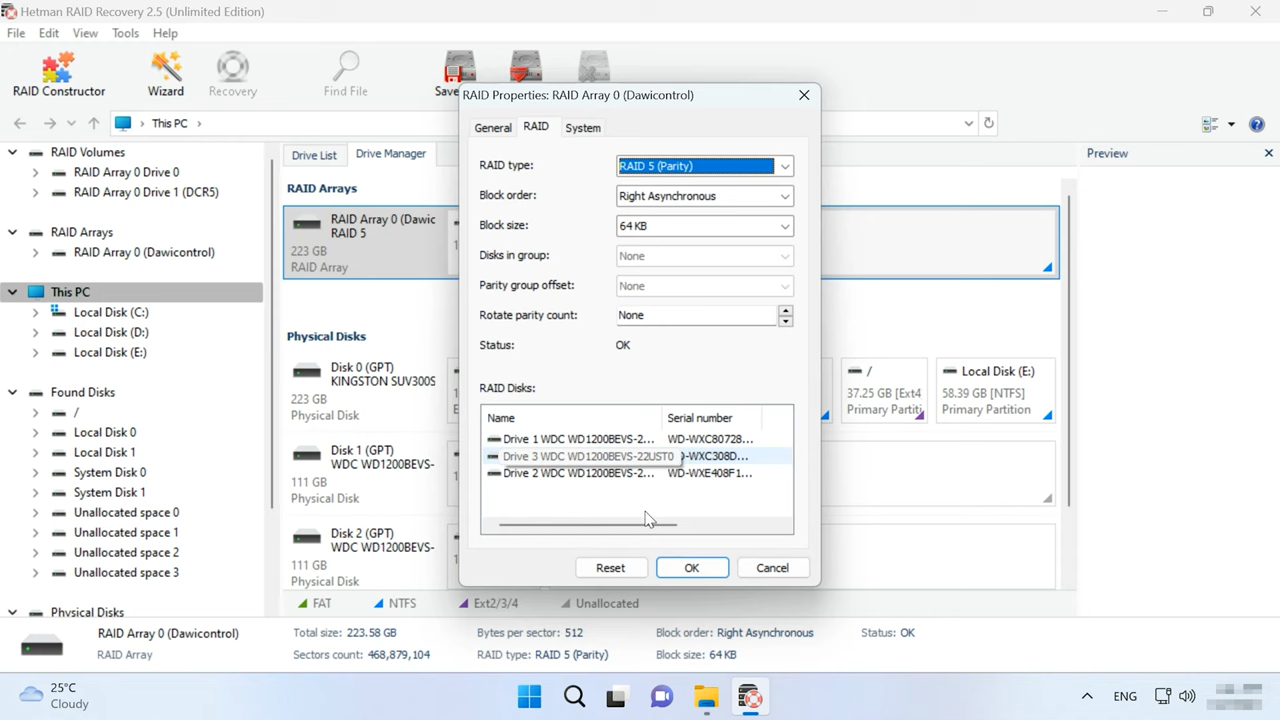 Hetman RAID Recovery 2.5 (Unlimited Edition)
File Edit View Tools Help
RAID Constructor Wizard Recovery Find File Save
This PC
RAID Properties: RAID Array 0 (Dawicontrol)
General RAID System
RAID type: RAID 5 (Parity)
Block order: Right Asynchronous
Block size: 64 KB
Disks in group: None
Parity group offset: None
Rotate parity count: None
Status: OK
RAID Disks:
Name Serial number
Drive 1 WDC WD1200BEVS-2... WD-WXC80728...
Drive 3 WDC WD1200BEVS-22UST0 D-WXC308D...
Drive 2 WDC WD1200BEVS-2... WD-WXE408F1...
Reset OK Cancel
RAID Volumes
RAID Array 0 Drive 0
RAID Array 0 Drive 1 (DCR5)
RAID Arrays
RAID Array 0 (Dawicontrol)
This PC
Local Disk (C:)
Local Disk (D:)
Local Disk (E:)
Found Disks
/
Local Disk 0
Local Disk 1
System Disk 0
System Disk 1
Unallocated space 0
Unallocated space 1
Unallocated space 2
Unallocated space 3
Physical Disks
Drive List Drive Manager
RAID Arrays
RAID Array 0 (Dawic
RAID 5
223 GB
RAID Array
Physical Disks
Disk 0 (GPT)
KINGSTON SUV300S
223 GB
Physical Disk
/
37.25 GB [Ext4
Primary Partiti
Local Disk (E:)
58.39 GB [NTFS]
Primary Partition
Disk 1 (GPT)
WDC WD1200BEVS-
111 GB
Physical Disk
Disk 2 (GPT)
WDC WD1200BEVS-
111 GB
Physical Disk
FAT NTFS Ext2/3/4 Unallocated
Preview
RAID Array 0 (Dawicontrol)
RAID Array
Total size: 223.58 GB
Sectors count: 468,879,104
Bytes per sector: 512
RAID type: RAID 5 (Parity)
Block order: Right Asynchronous
Block size: 64 KB
Status: OK
25°C
Cloudy
ENG